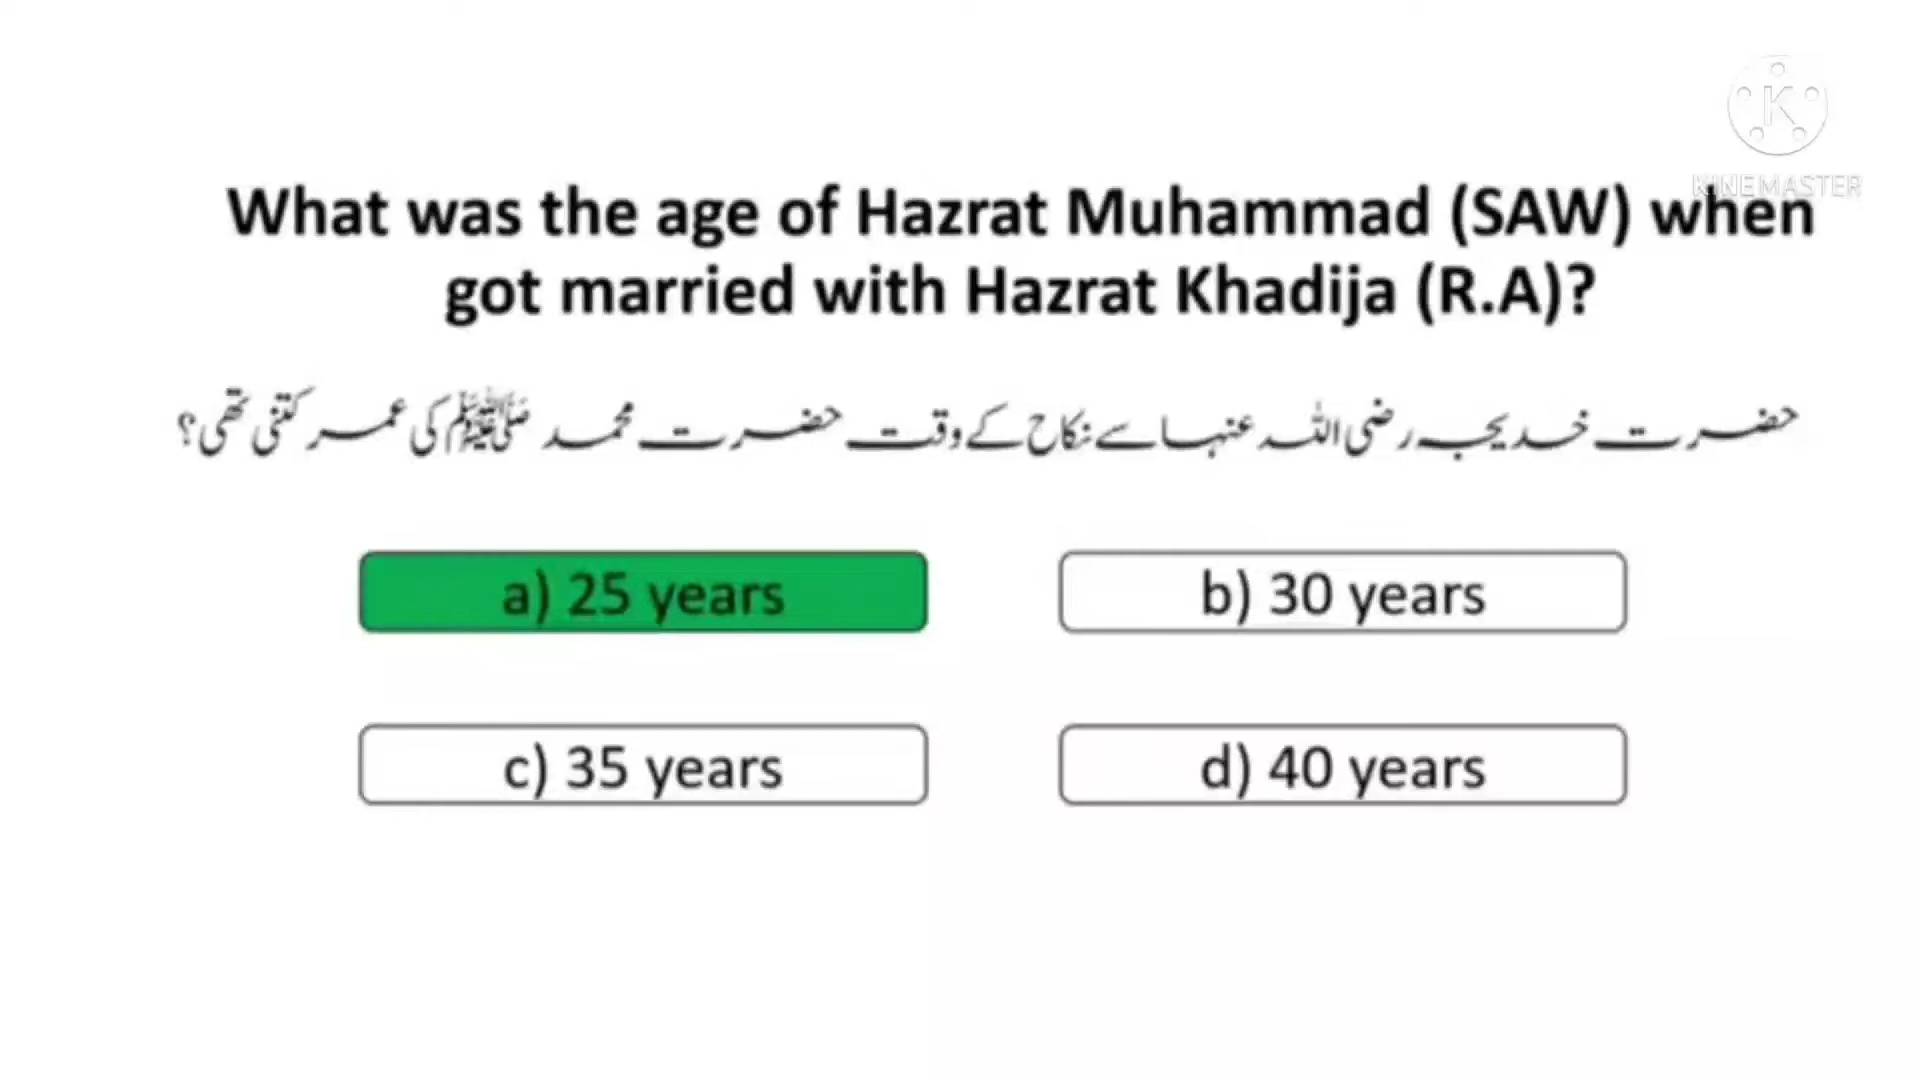 K
KINEMASTER
What was the age of Hazrat Muhammad (SAW) when
got married with Hazrat Khadija (R.A)?
حضرت خدیجہ رضی اللہ عنہا سے نکاح کے وقت حضرت محمد ﷺ کی عمر کتنی تھی؟
a) 25 years
b) 30 years
c) 35 years
d) 40 years